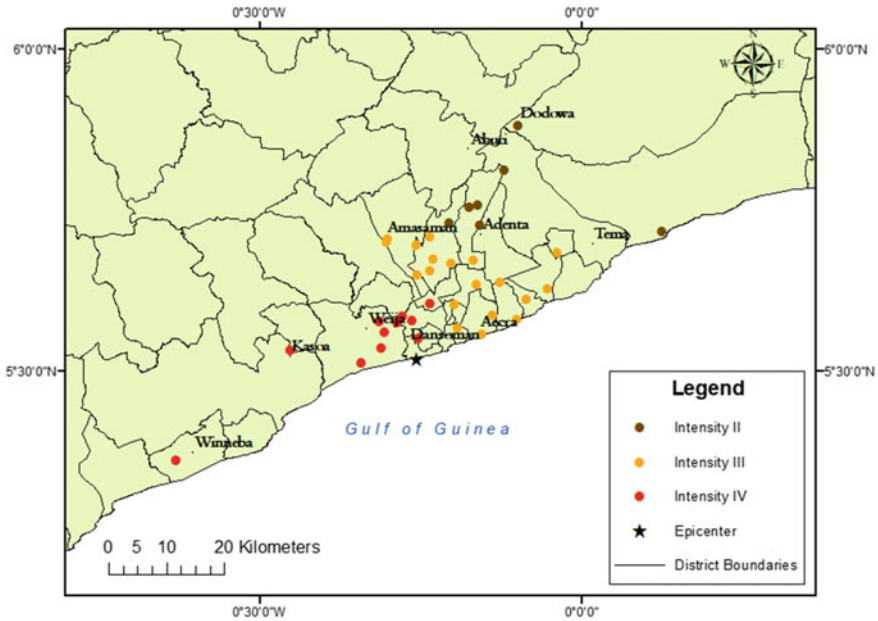 0°30'0"W 0°0'0"
6°0'0"N 6°0'0"N
N
W E
S
Dodowa
Aburi
Amasaman Adenta
Tema
Weija Accra
Dansoman
Kasoa
5°30'0"N 5°30'0"N
Gulf of Guinea
Winneba
Legend
Intensity II
Intensity III
Intensity IV
Epicenter
District Boundaries
0 5 10 20 Kilometers
0°30'0"W 0°0'0"